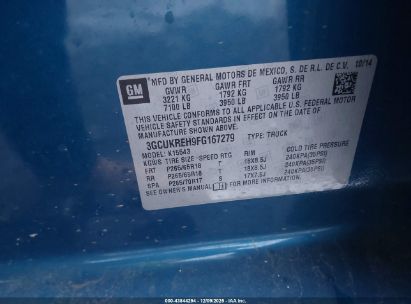 GM
MFD BY GENERAL MOTORS DE MEXICO, S. DE R.L. DE C.V. 10/14
GVWR GAWR FRT GAWR RR
3221 KG 1792 KG 1792 KG
7100 LB 3950 LB 3950 LB
THIS VEHICLE CONFORMS TO ALL APPLICABLE U.S. FEDERAL MOTOR
VEHICLE SAFETY STANDARDS IN EFFECT ON THE DATE OF
MANUFACTURE SHOWN ABOVE.
3GCUKREH9FG167279 TYPE: TRUCK
K15543
TIRE SIZE SPEED RTG RIM COLD TIRE PRESSURE
FRT P265/65R18 T 18X8.5J 240KPA(35PSI)
RR P265/65R18 T 18X8.5J 240KPA(35PSI)
SPA P265/70R17 17X7.5J 240KPA(35PSI)
SEE OWNER'S MANUAL FOR MORE INFORMATION
000-43844294 - 12/09/2025 - IAA